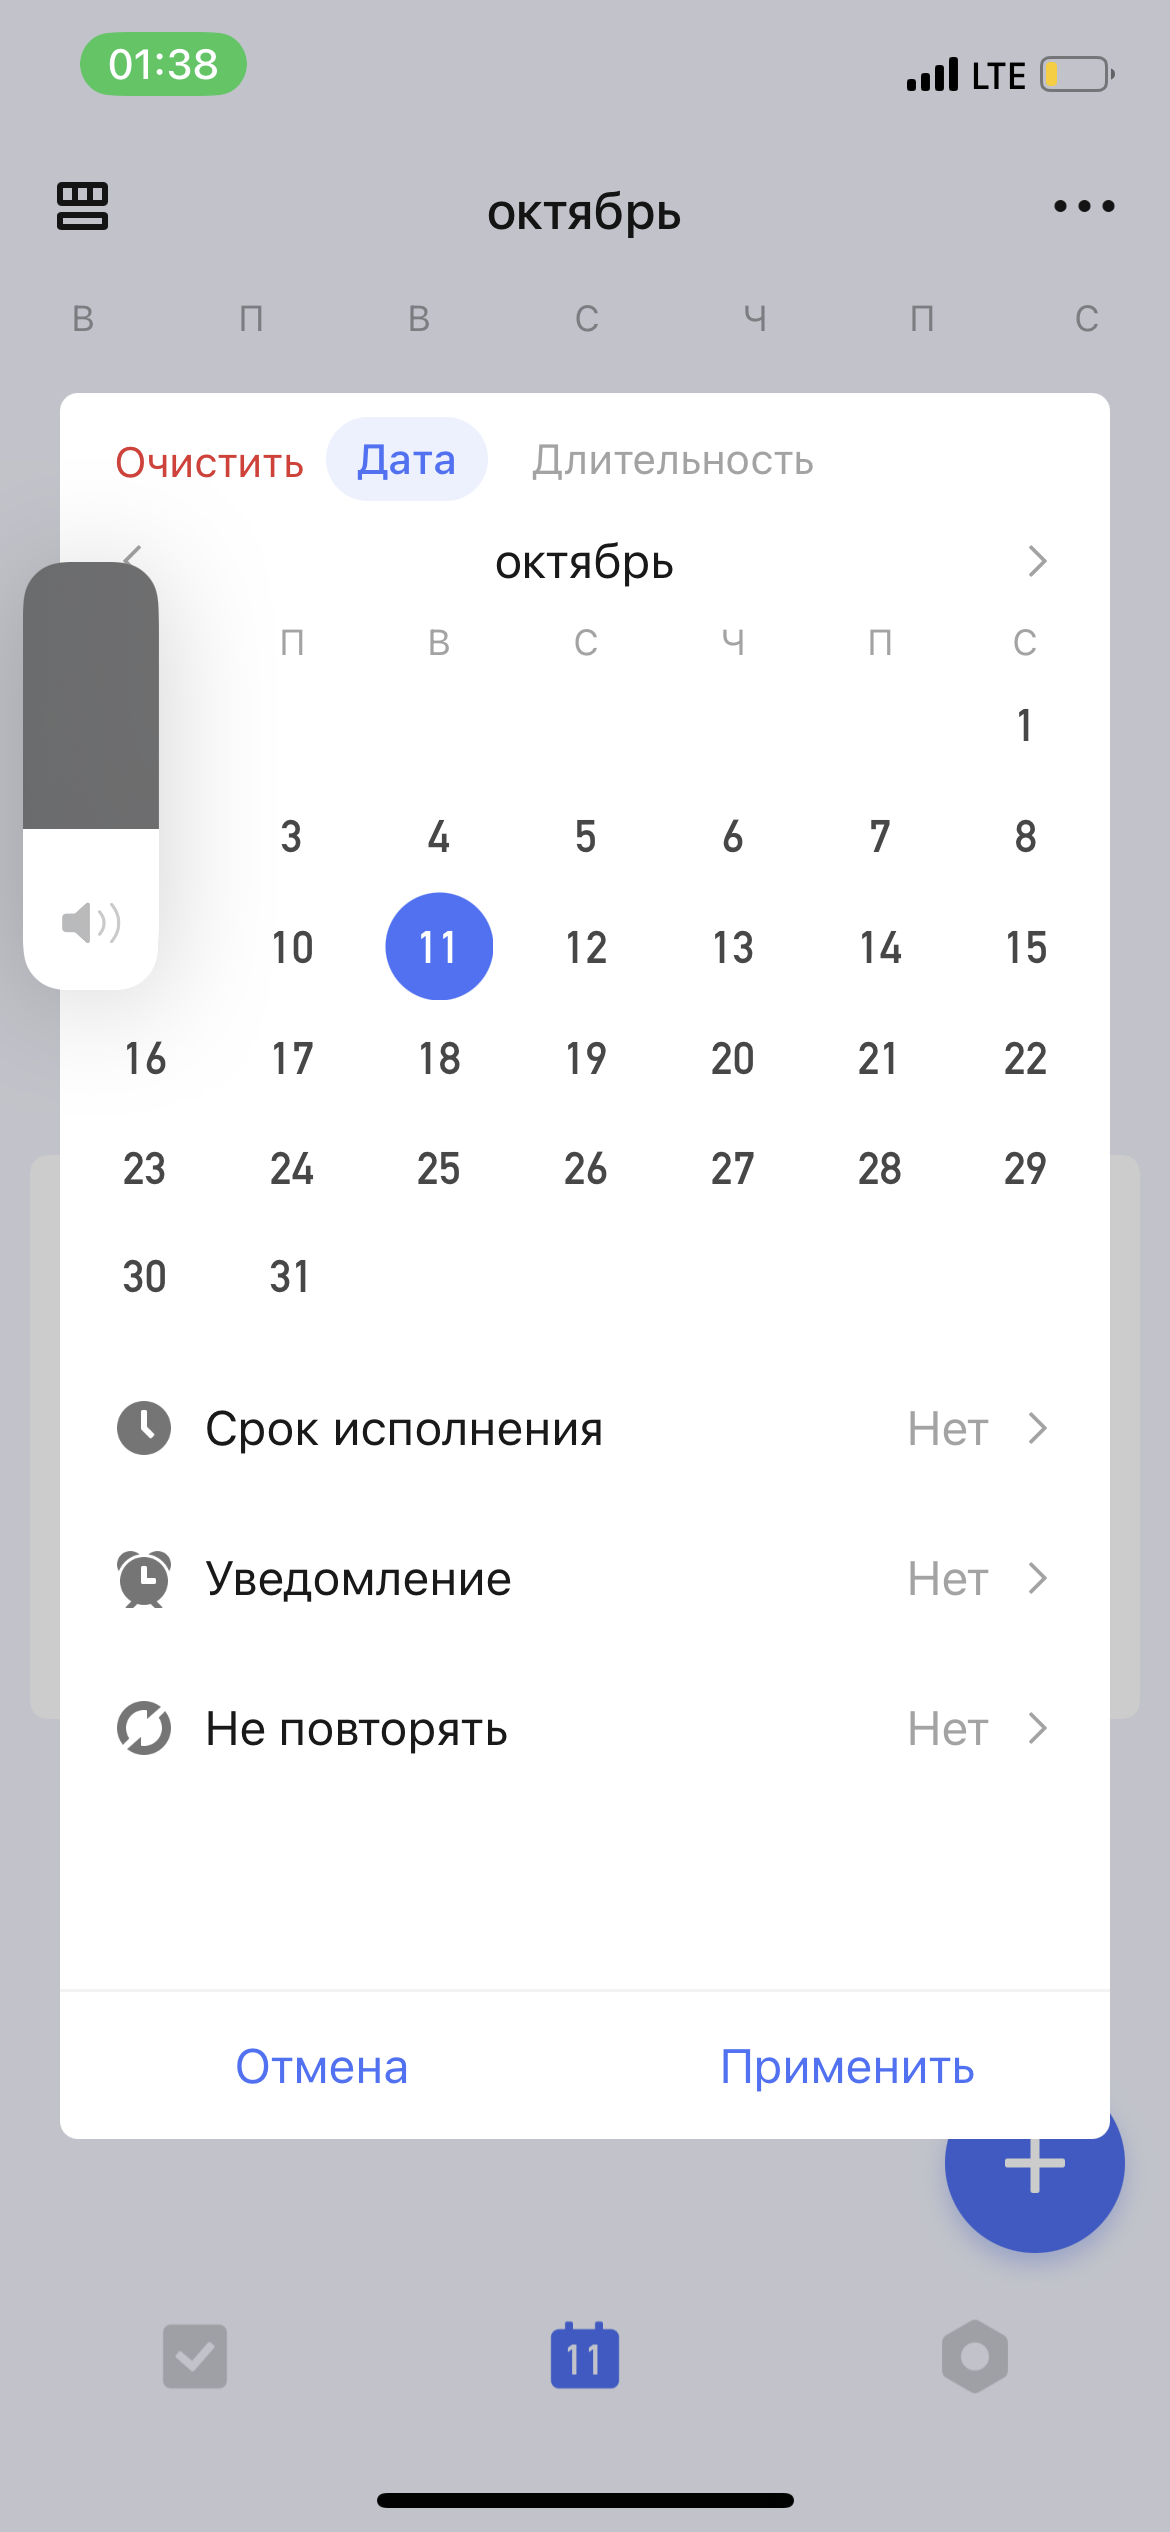 01:38 LTE
октябрь
В П В С Ч П С
Очистить Дата Длительность
октябрь
П В С Ч П С
1
3 4 5 6 7 8
10 11 12 13 14 15
16 17 18 19 20 21 22
23 24 25 26 27 28 29
30 31
Срок исполнения Нет
Уведомление Нет
Не повторять Нет
Отмена Применить
11